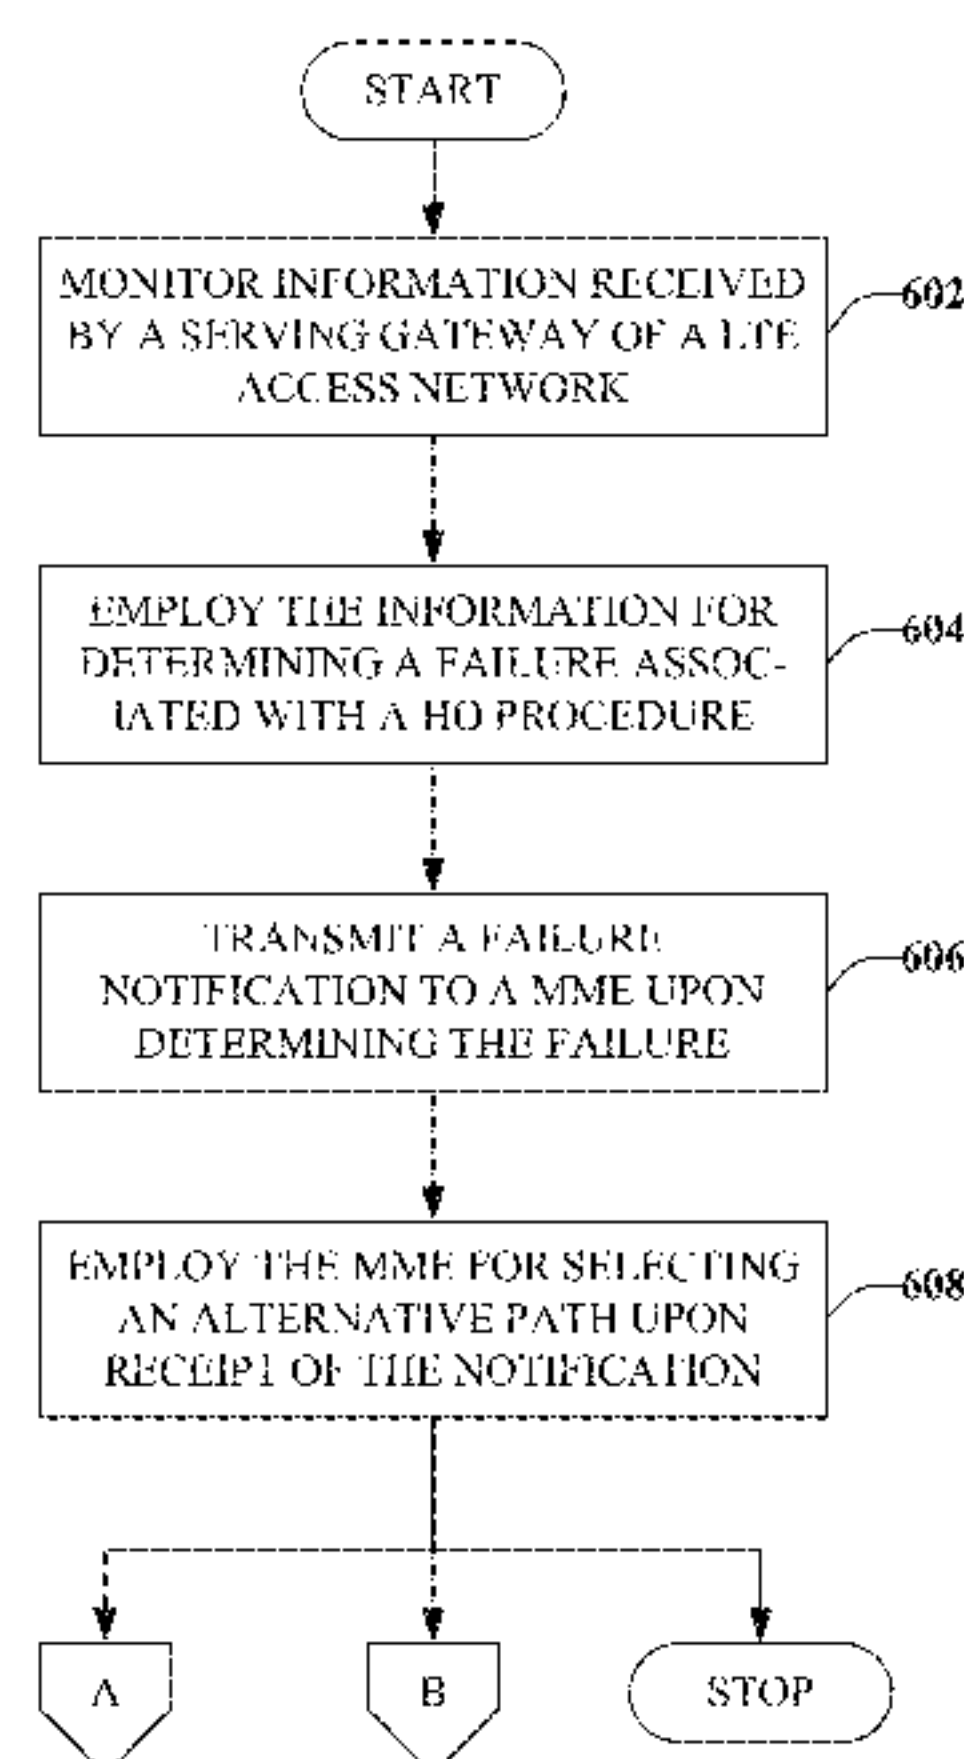 START
MONITOR INFORMATION RECEIVED
BY A SERVING GATEWAY OF A LTE
ACCESS NETWORK
602
EMPLOY THE INFORMATION FOR
DETERMINING A FAILURE ASSOC-
IATED WITH A HO PROCEDURE
604
TRANSMIT A FAILURE
NOTIFICATION TO A MME UPON
DETERMINING THE FAILURE
606
EMPLOY THE MME FOR SELECTING
AN ALTERNATIVE PATH UPON
RECEIPT OF THE NOTIFICATION
608
A
B
STOP